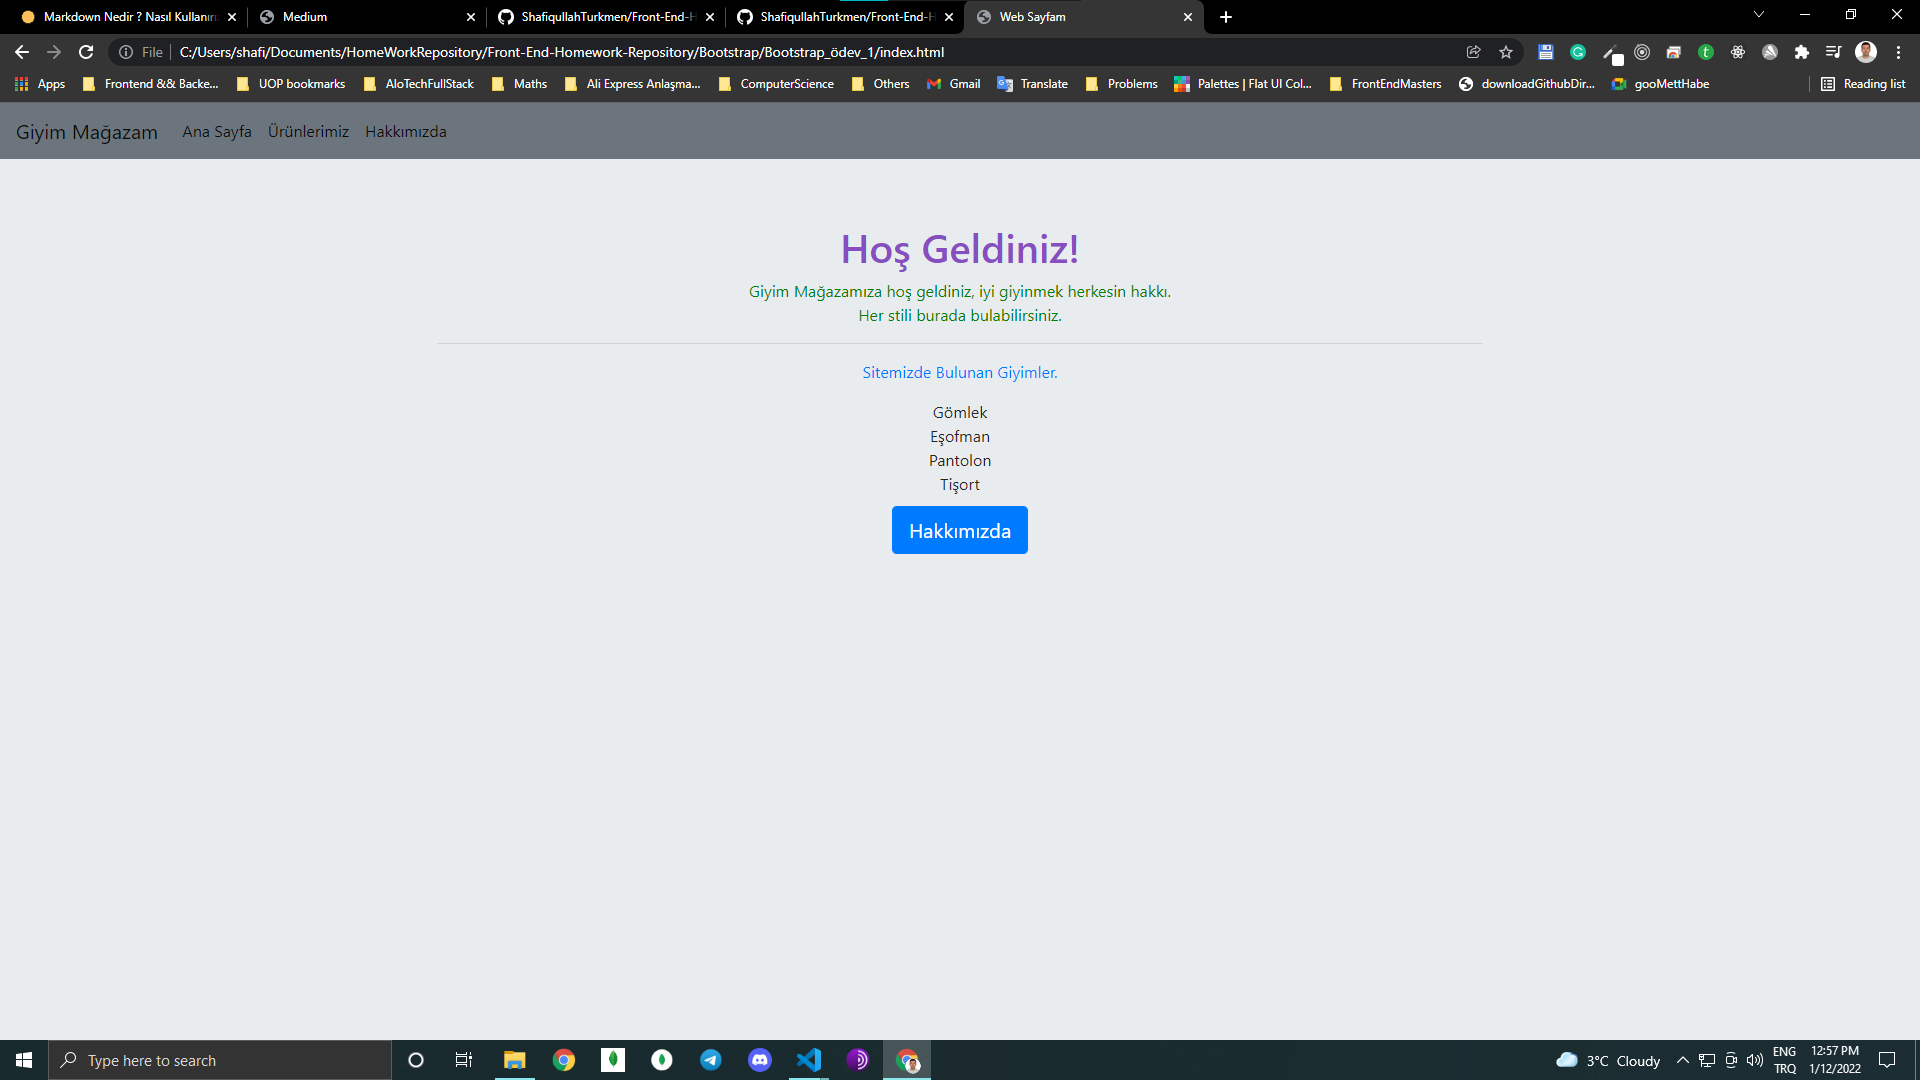 Markdown Nedir ? Nasıl Kullanırı
Medium
ShafiqullahTurkmen/Front-End-H
ShafiqullahTurkmen/Front-End-H
Web Sayfam
File
C:/Users/shafi/Documents/HomeWorkRepository/Front-End-Homework-Repository/Bootstrap/Bootstrap_ödev_1/index.html
Apps
Frontend && Backe...
UOP bookmarks
AloTechFullStack
Maths
Ali Express Anlaşma...
ComputerScience
Others
Gmail
Translate
Problems
Palettes | Flat UI Col...
FrontEndMasters
downloadGithubDir...
gooMettHabe
Reading list
Giyim Mağazam
Ana Sayfa
Ürünlerimiz
Hakkımızda
Hoş Geldiniz!
Giyim Mağazamıza hoş geldiniz, iyi giyinmek herkesin hakkı.
Her stili burada bulabilirsiniz.
Sitemizde Bulunan Giyimler.
Gömlek
Eşofman
Pantolon
Tişort
Hakkımızda
Type here to search
3°C Cloudy
ENG
TRQ
12:57 PM
1/12/2022